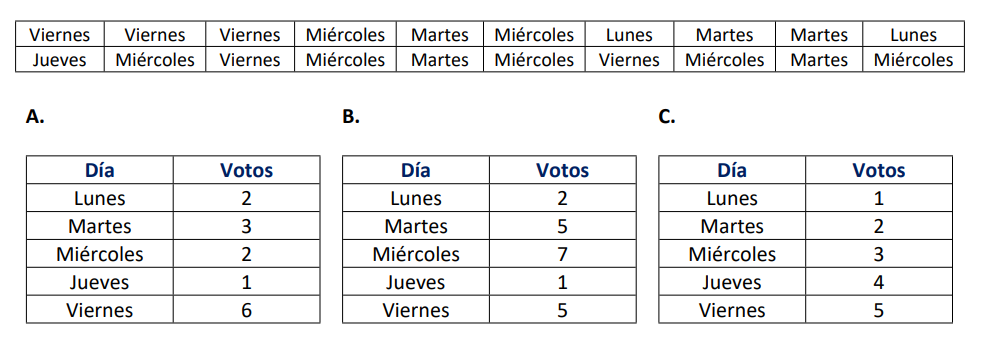 Viernes Viernes Viernes Miércoles Martes Miércoles Lunes Martes Martes Lunes
Jueves Miércoles Viernes Miércoles Martes Miércoles Viernes Miércoles Martes Miércoles
A. B. C.
Día Votos Día Votos Día Votos
Lunes 2 Lunes 2 Lunes 1
Martes 3 Martes 5 Martes 2
Miércoles 2 Miércoles 7 Miércoles 3
Jueves 1 Jueves 1 Jueves 4
Viernes 6 Viernes 5 Viernes 5